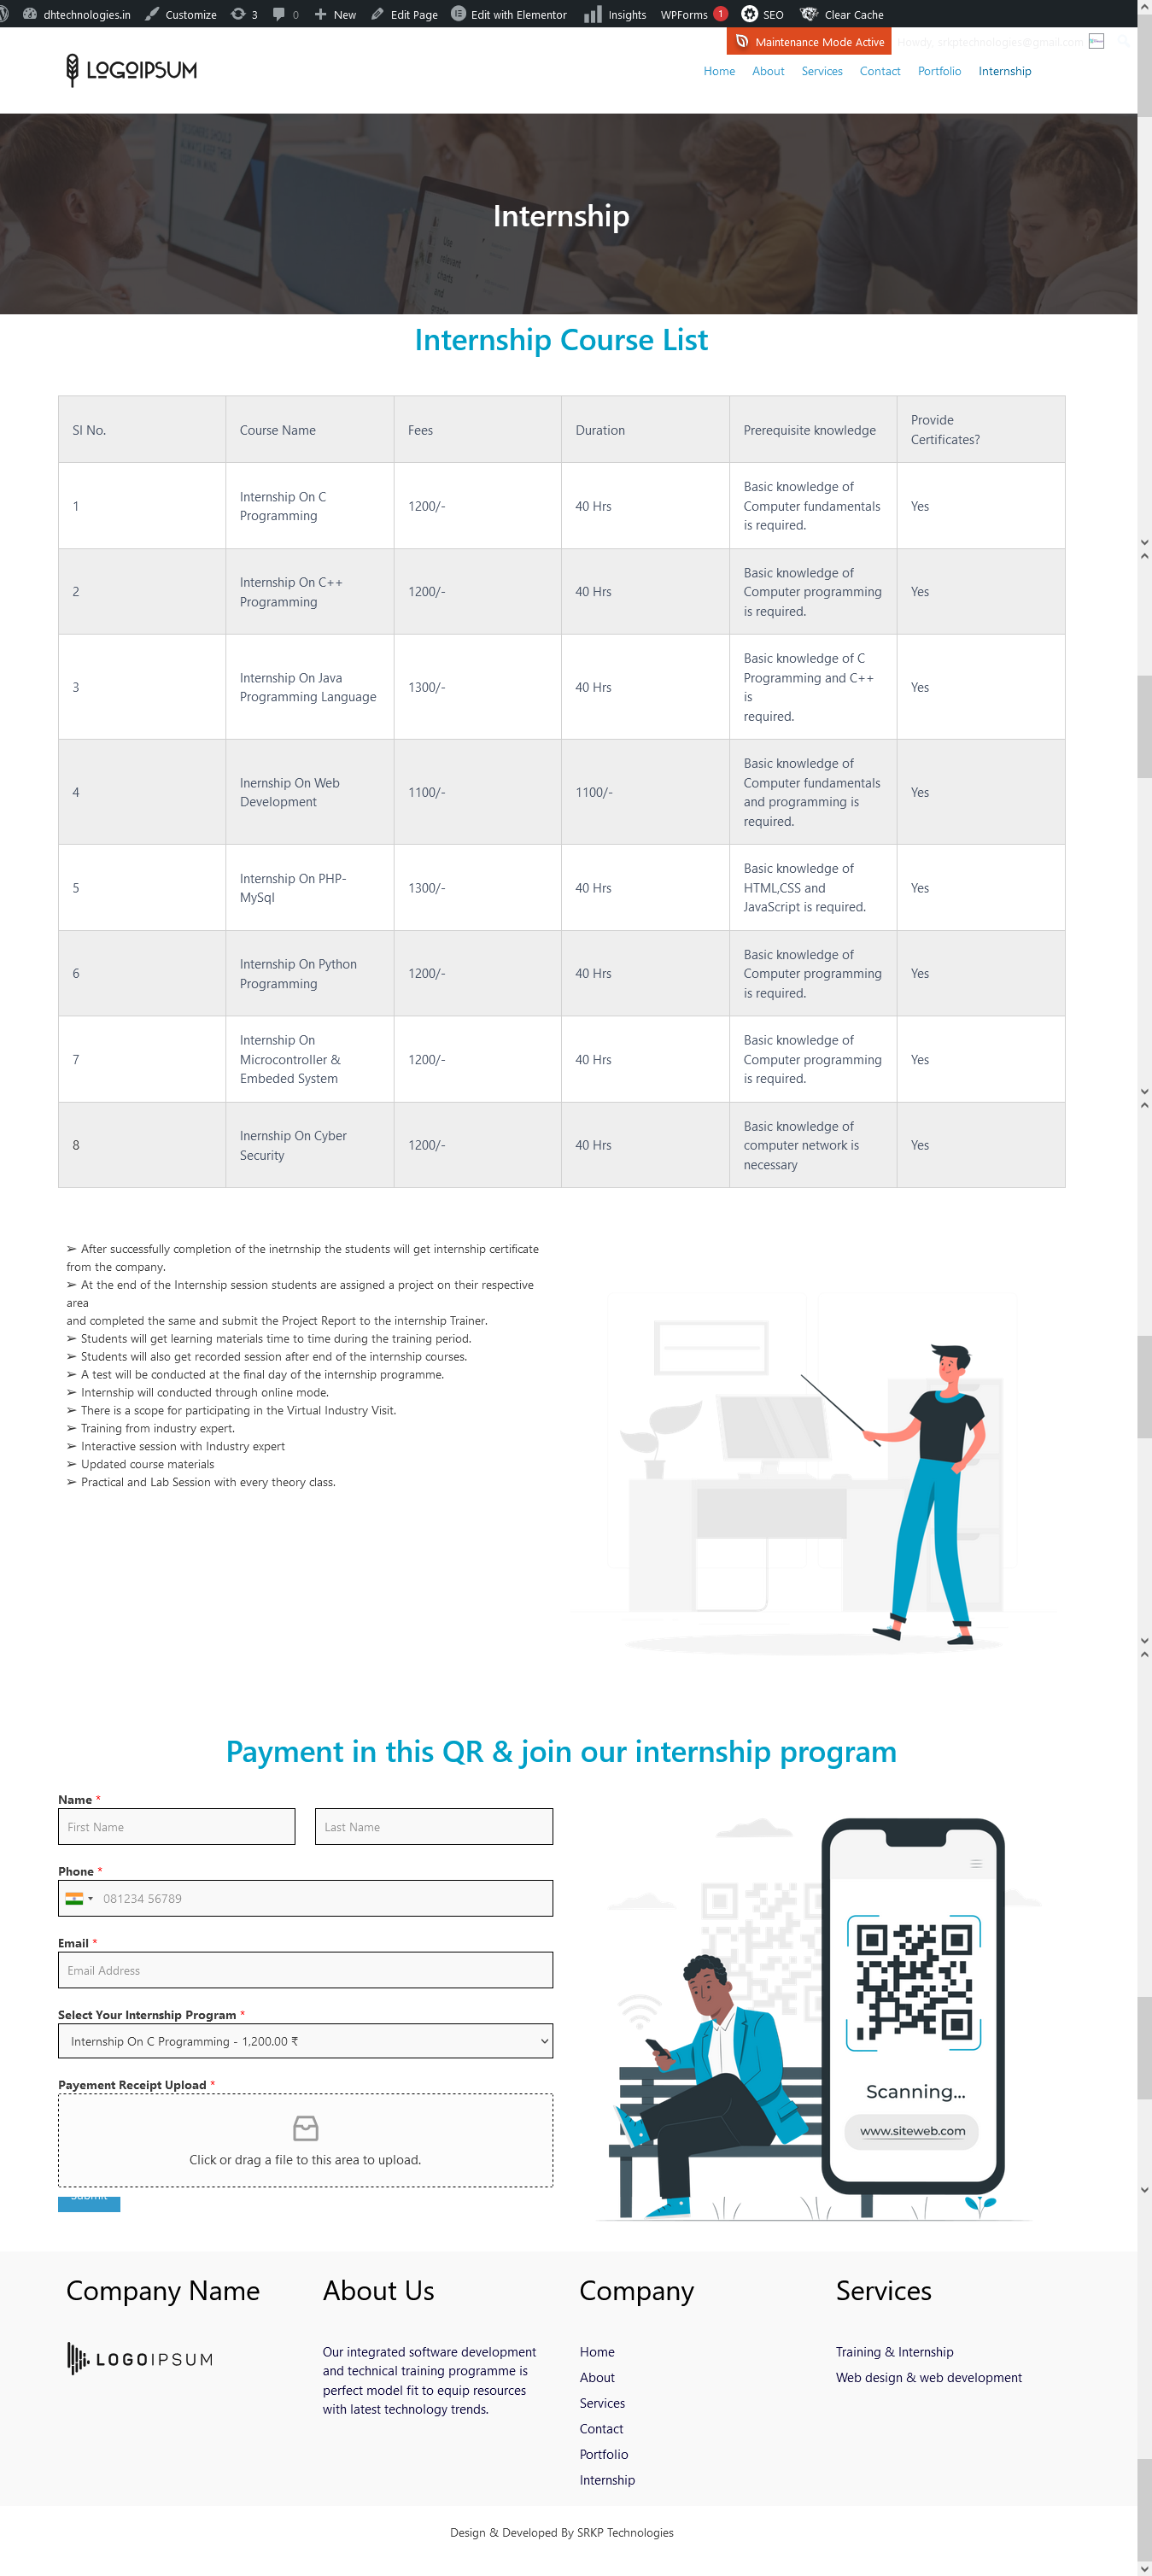 dhtechnologies.in Customize 3 0 New Edit Page Edit with Elementor Insights WPForms 1 SEO Clear Cache
Maintenance Mode Active Howdy, srkptechnologies@gmail.com
LOGOIPSUM
Home About Services Contact Portfolio Internship
Internship
Internship Course List
Sl No. Course Name Fees Duration Prerequisite knowledge Provide
Certificates?
1 Internship On C
Programming 1200/- 40 Hrs Basic knowledge of
Computer fundamentals
is required. Yes
2 Internship On C++
Programming 1200/- 40 Hrs Basic knowledge of
Computer programming
is required. Yes
3 Internship On Java
Programming Language 1300/- 40 Hrs Basic knowledge of C
Programming and C++
is
required. Yes
4 Inernship On Web
Development 1100/- 1100/- Basic knowledge of
Computer fundamentals
and programming is
required. Yes
5 Internship On PHP-
MySql 1300/- 40 Hrs Basic knowledge of
HTML,CSS and
JavaScript is required. Yes
6 Internship On Python
Programming 1200/- 40 Hrs Basic knowledge of
Computer programming
is required. Yes
7 Internship On
Microcontroller &
Embeded System 1200/- 40 Hrs Basic knowledge of
Computer programming
is required. Yes
8 Inernship On Cyber
Security 1200/- 40 Hrs Basic knowledge of
computer network is
necessary Yes
➢ After successfully completion of the inetrnship the students will get internship certificate
from the company.
➢ At the end of the Internship session students are assigned a project on their respective
area
and completed the same and submit the Project Report to the internship Trainer.
➢ Students will get learning materials time to time during the training period.
➢ Students will also get recorded session after end of the internship courses.
➢ A test will be conducted at the final day of the internship programme.
➢ Internship will conducted through online mode.
➢ There is a scope for participating in the Virtual Industry Visit.
➢ Training from industry expert.
➢ Interactive session with Industry expert
➢ Updated course materials
➢ Practical and Lab Session with every theory class.
Payment in this QR & join our internship program
Name *
First Name Last Name
Phone *
081234 56789
Email *
Email Address
Select Your Internship Program *
Internship On C Programming - 1,200.00 ₹
Payement Receipt Upload *
Click or drag a file to this area to upload.
Submit
Scanning...
www.siteweb.com
Company Name About Us Company Services
LOGOIPSUM
Our integrated software development
and technical training programme is
perfect model fit to equip resources
with latest technology trends.
Home
About
Services
Contact
Portfolio
Internship
Training & Internship
Web design & web development
Design & Developed By SRKP Technologies